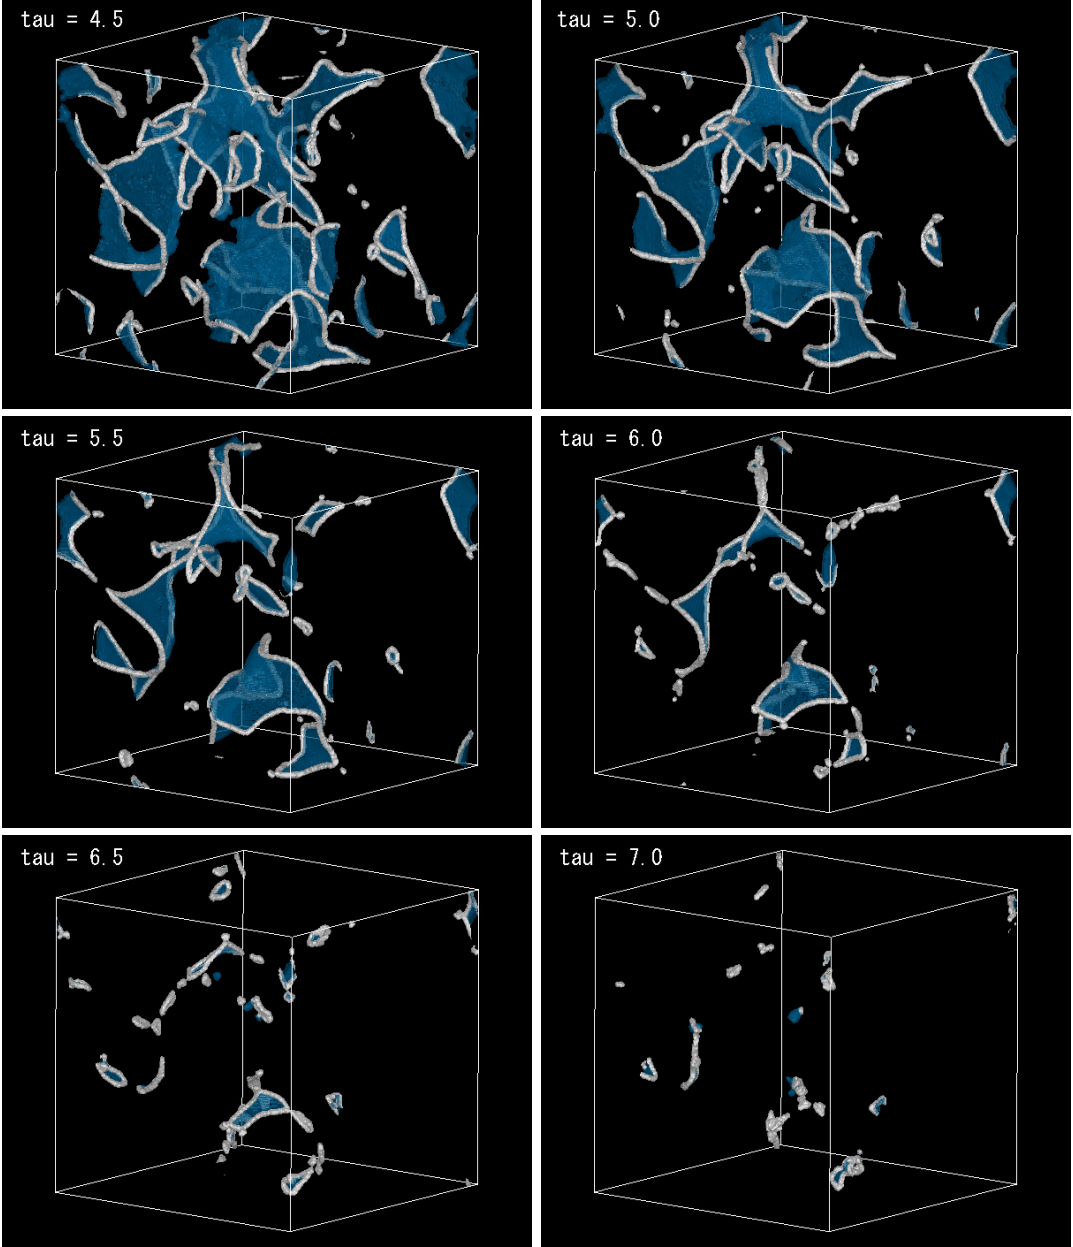 tau = 4.5
tau = 5.0
tau = 5.5
tau = 6.0
tau = 6.5
tau = 7.0